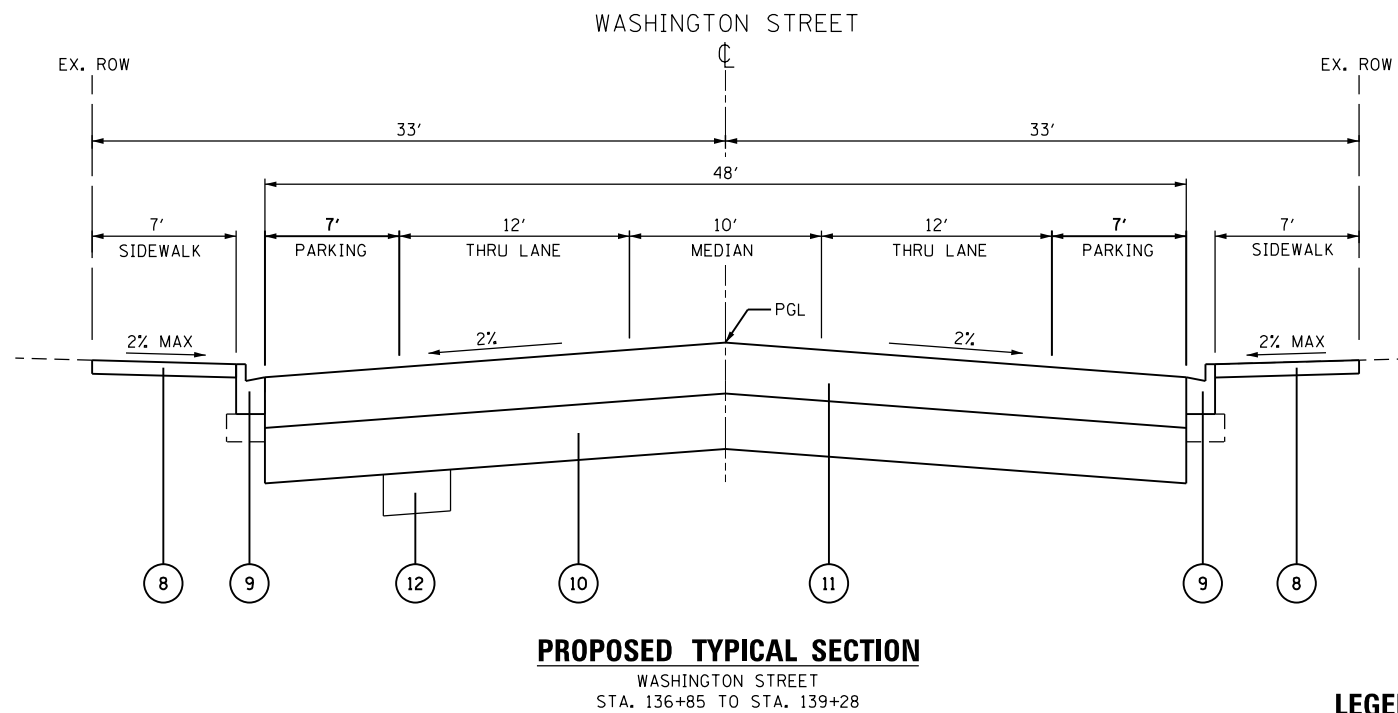 WASHINGTON STREET
℄
EX. ROW
EX. ROW
33'
33'
48'
7'
7'
12'
10'
12'
7'
7'
SIDEWALK
PARKING
THRU LANE
MEDIAN
THRU LANE
PARKING
SIDEWALK
PGL
2% MAX
2%
2%
2% MAX
8
9
12
10
11
9
8
PROPOSED TYPICAL SECTION
WASHINGTON STREET
STA. 136+85 TO STA. 139+28